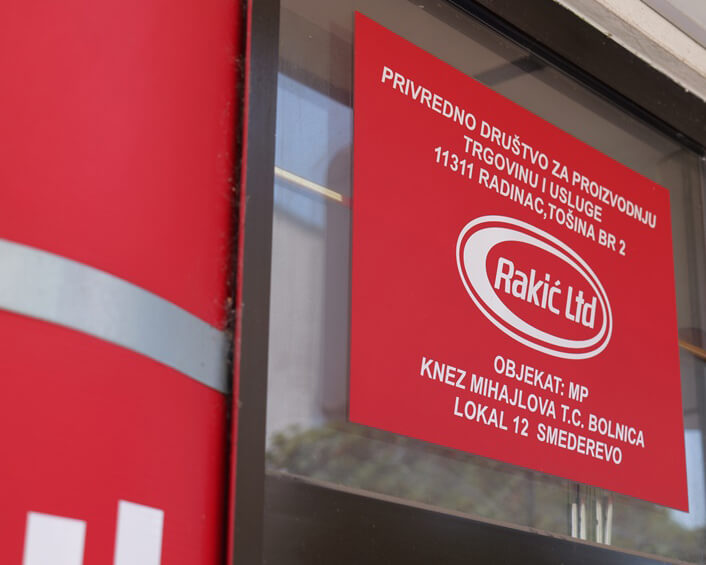 PRIVREDNO DRUŠTVO ZA PROIZVODNJU
TRGOVINU I USLUGE
11311 RADINAC,TOŠINA BR 2
Rakić Ltd
OBJEKAT: MP
KNEZ MIHAJLOVA T.C. BOLNICA
LOKAL 12 SMEDEREVO